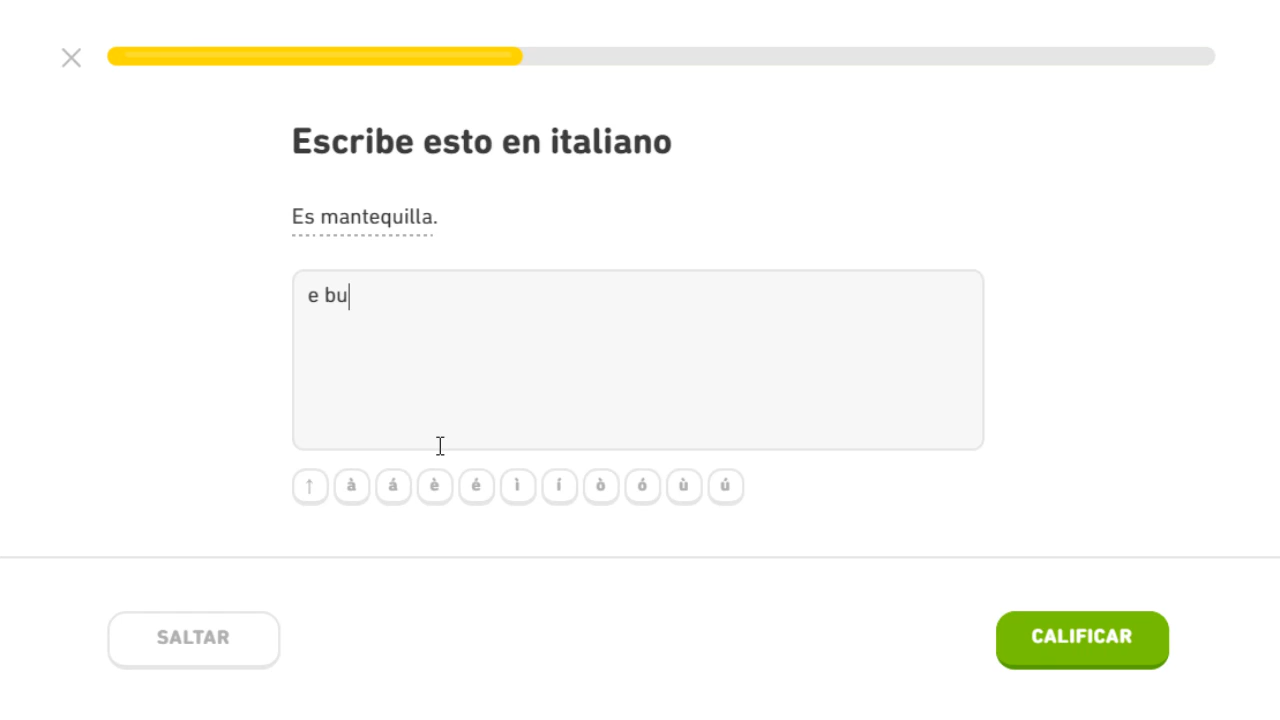 Escribe esto en italiano
Es mantequilla.
e bu
↑ à á è é ì í ò ó ù ú
SALTAR
CALIFICAR